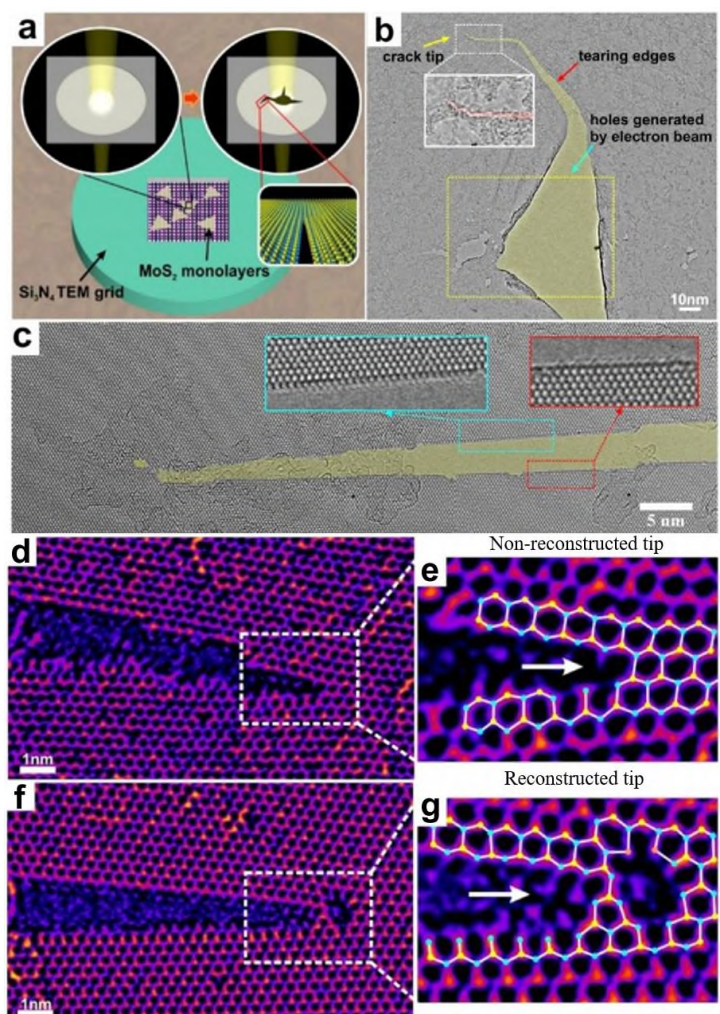 a
MoS2 monolayers
Si3N4 TEM grid
b
crack tip
tearing edges
holes generated
by electron beam
10nm
c
5 nm
d
1nm
Non-reconstructed tip
e
f
1nm
Reconstructed tip
g